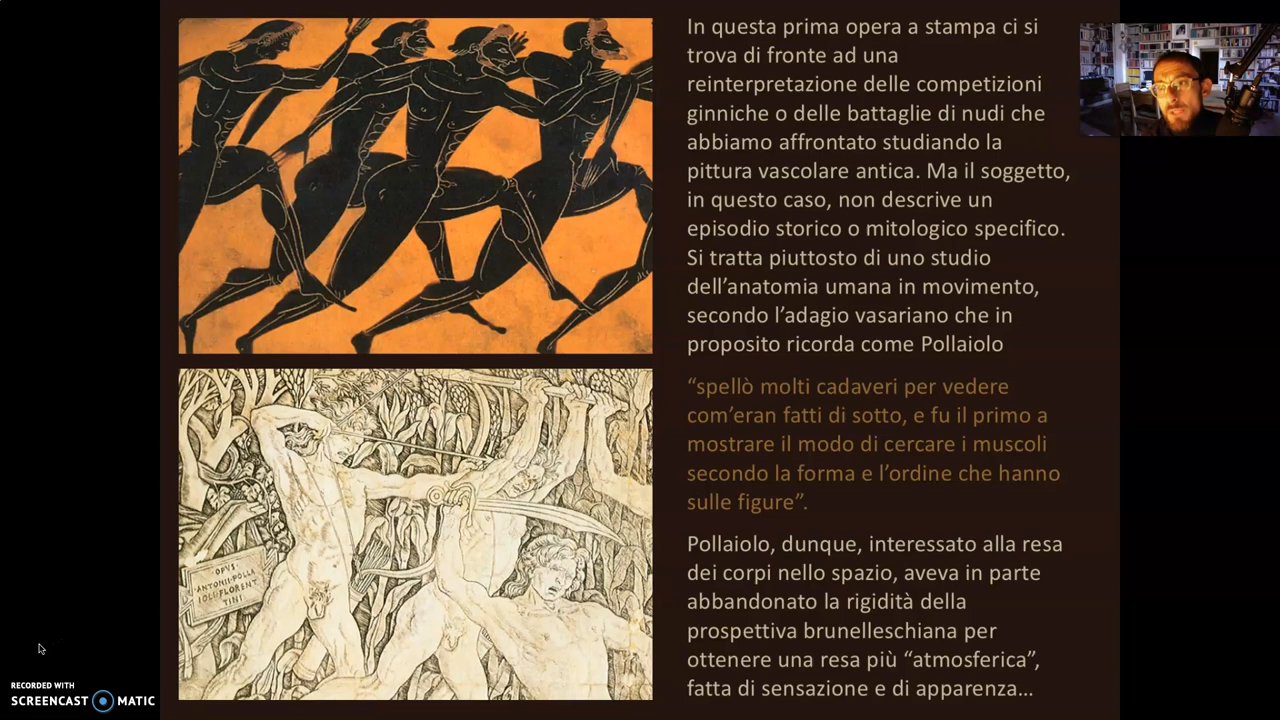 In questa prima opera a stampa ci si
trova di fronte ad una
reinterpretazione delle competizioni
ginniche o delle battaglie di nudi che
abbiamo affrontato studiando la
pittura vascolare antica. Ma il soggetto,
in questo caso, non descrive un
episodio storico o mitologico specifico.
Si tratta piuttosto di uno studio
dell’anatomia umana in movimento,
secondo l’adagio vasariano che in
proposito ricorda come Pollaiolo
“spellò molti cadaveri per vedere
com’eran fatti di sotto, e fu il primo a
mostrare il modo di cercare i muscoli
secondo la forma e l’ordine che hanno
sulle figure”.
Pollaiolo, dunque, interessato alla resa
dei corpi nello spazio, aveva in parte
abbandonato la rigidità della
prospettiva brunelleschiana per
ottenere una resa più “atmosferica”,
fatta di sensazione e di apparenza…
OPVS
ANTONII·POLLA
IOLI·FLORENT
TINI
RECORDED WITH
SCREENCAST MATIC